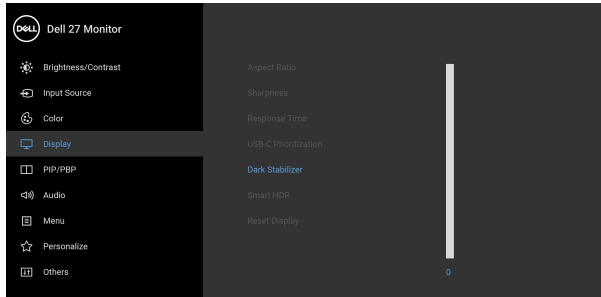 DELL Dell 27 Monitor
Brightness/Contrast
Input Source
Color
Display
PIP/PBP
Audio
Menu
Personalize
Others
Aspect Ratio
Sharpness
Response Time
USB-C Prioritization
Dark Stabilizer
Smart HDR
Reset Display
0